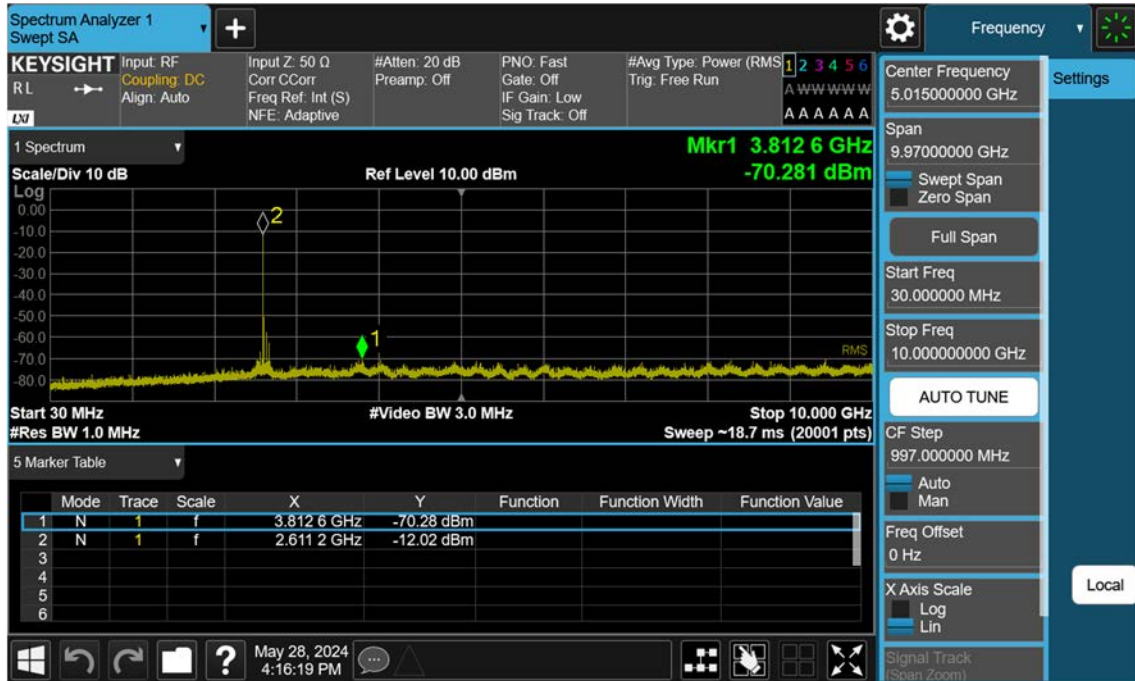 Spectrum Analyzer 1
Swept SA
Frequency
KEYSIGHT
R L
LXI
Input: RF
Coupling: DC
Align: Auto
Input Z: 50 Ω
Corr CCorr
Freq Ref: Int (S)
NFE: Adaptive
#Atten: 20 dB
Preamp: Off
PNO: Fast
Gate: Off
IF Gain: Low
Sig Track: Off
#Avg Type: Power (RMS
Trig: Free Run
1 2 3 4 5 6
A W W W W W
A A A A A A
1 Spectrum
Scale/Div 10 dB
Ref Level 10.00 dBm
Mkr1 3.812 6 GHz
-70.281 dBm
Log
0.00
-10.0
-20.0
-30.0
-40.0
-50.0
-60.0
-70.0
-80.0
2
1
RMS
Start 30 MHz
#Res BW 1.0 MHz
#Video BW 3.0 MHz
Stop 10.000 GHz
Sweep ~18.7 ms (20001 pts)
5 Marker Table
Mode Trace Scale X Y Function Function Width Function Value
1 N 1 f 3.812 6 GHz -70.28 dBm
2 N 1 f 2.611 2 GHz -12.02 dBm
3
4
5
6
May 28, 2024
4:16:19 PM
Center Frequency
5.015000000 GHz
Span
9.97000000 GHz
Swept Span
Zero Span
Full Span
Start Freq
30.000000 MHz
Stop Freq
10.000000000 GHz
AUTO TUNE
CF Step
997.000000 MHz
Auto
Man
Freq Offset
0 Hz
X Axis Scale
Log
Lin
Signal Track
(Span Zoom)
Settings
Local